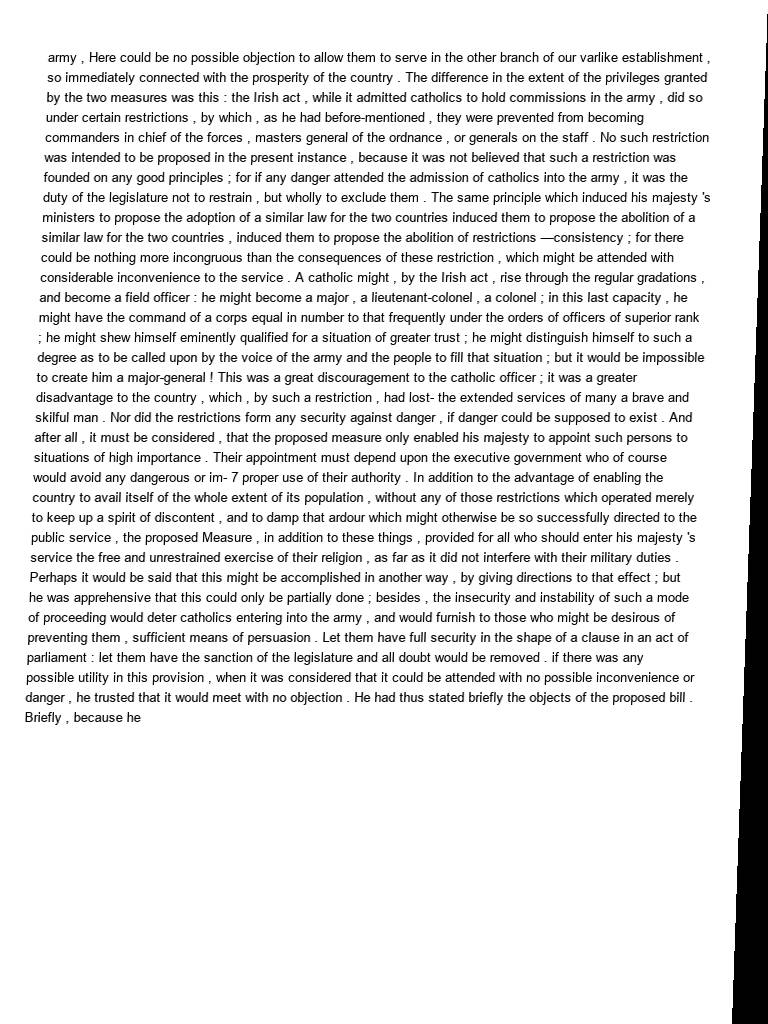 army , Here could be no possible objection to allow them to serve in the other branch of our varlike establishment ,
so immediately connected with the prosperity of the country . The difference in the extent of the privileges granted
by the two measures was this : the Irish act , while it admitted catholics to hold commissions in the army , did so
under certain restrictions , by which , as he had before-mentioned , they were prevented from becoming
commanders in chief of the forces , masters general of the ordnance , or generals on the staff . No such restriction
was intended to be proposed in the present instance , because it was not believed that such a restriction was
founded on any good principles ; for if any danger attended the admission of catholics into the army , it was the
duty of the legislature not to restrain , but wholly to exclude them . The same principle which induced his majesty 's
ministers to propose the adoption of a similar law for the two countries induced them to propose the abolition of a
similar law for the two countries , induced them to propose the abolition of restrictions —consistency ; for there
could be nothing more incongruous than the consequences of these restriction , which might be attended with
considerable inconvenience to the service . A catholic might , by the Irish act , rise through the regular gradations ,
and become a field officer : he might become a major , a lieutenant-colonel , a colonel ; in this last capacity , he
might have the command of a corps equal in number to that frequently under the orders of officers of superior rank
; he might shew himself eminently qualified for a situation of greater trust ; he might distinguish himself to such a
degree as to be called upon by the voice of the army and the people to fill that situation ; but it would be impossible
to create him a major-general ! This was a great discouragement to the catholic officer ; it was a greater
disadvantage to the country , which , by such a restriction , had lost- the extended services of many a brave and
skilful man . Nor did the restrictions form any security against danger , if danger could be supposed to exist . And
after all , it must be considered , that the proposed measure only enabled his majesty to appoint such persons to
situations of high importance . Their appointment must depend upon the executive government who of course
would avoid any dangerous or im- 7 proper use of their authority . In addition to the advantage of enabling the
country to avail itself of the whole extent of its population , without any of those restrictions which operated merely
to keep up a spirit of discontent , and to damp that ardour which might otherwise be so successfully directed to the
public service , the proposed Measure , in addition to these things , provided for all who should enter his majesty 's
service the free and unrestrained exercise of their religion , as far as it did not interfere with their military duties .
Perhaps it would be said that this might be accomplished in another way , by giving directions to that effect ; but
he was apprehensive that this could only be partially done ; besides , the insecurity and instability of such a mode
of proceeding would deter catholics entering into the army , and would furnish to those who might be desirous of
preventing them , sufficient means of persuasion . Let them have full security in the shape of a clause in an act of
parliament : let them have the sanction of the legislature and all doubt would be removed . if there was any
possible utility in this provision , when it was considered that it could be attended with no possible inconvenience or
danger , he trusted that it would meet with no objection . He had thus stated briefly the objects of the proposed bill .
Briefly , because he